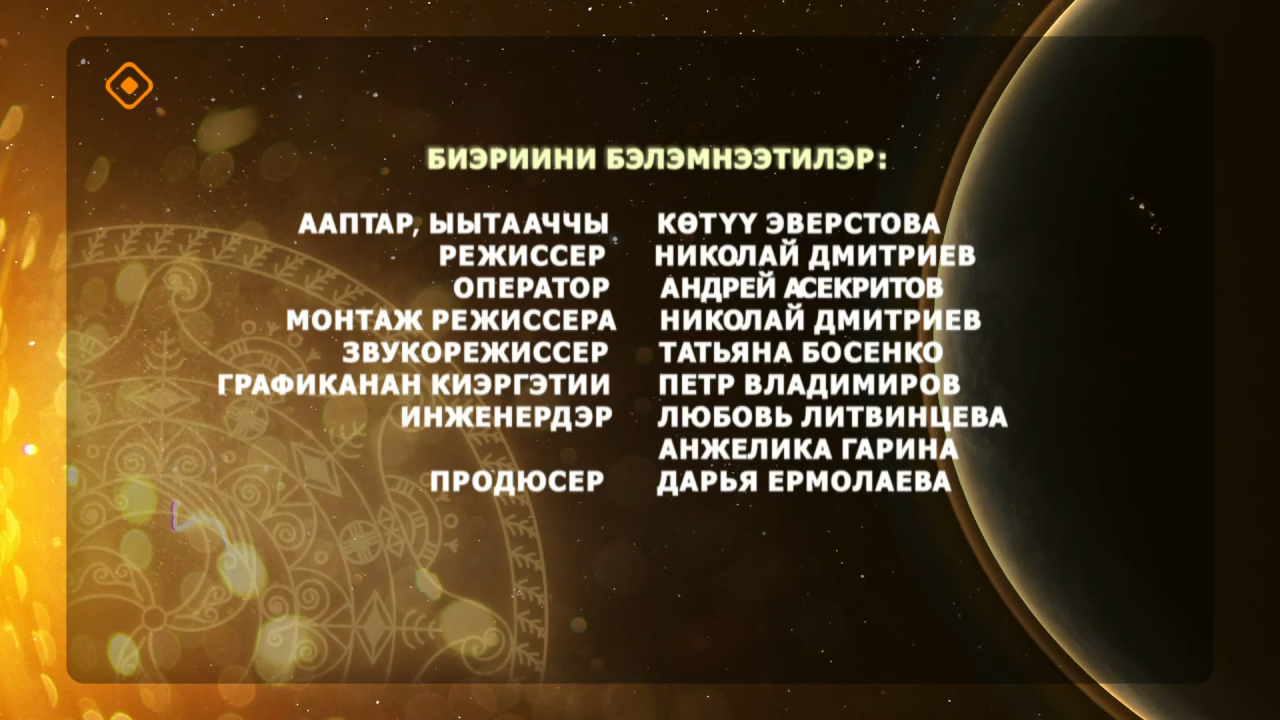 БИЭРИИНИ БЭЛЭМНЭЭТИЛЭР:
ААПТАР, ЫЫТААЧЧЫ КӨТҮҮ ЭВЕРСТОВА
РЕЖИССЕР НИКОЛАЙ ДМИТРИЕВ
ОПЕРАТОР АНДРЕЙ АСЕКРИТОВ
МОНТАЖ РЕЖИССЕРА НИКОЛАЙ ДМИТРИЕВ
ЗВУКОРЕЖИССЕР ТАТЬЯНА БОСЕНКО
ГРАФИКАНАН КИЭРГЭТИИ ПЕТР ВЛАДИМИРОВ
ИНЖЕНЕРДЭР ЛЮБОВЬ ЛИТВИНЦЕВА
АНЖЕЛИКА ГАРИНА
ПРОДЮСЕР ДАРЬЯ ЕРМОЛАЕВА